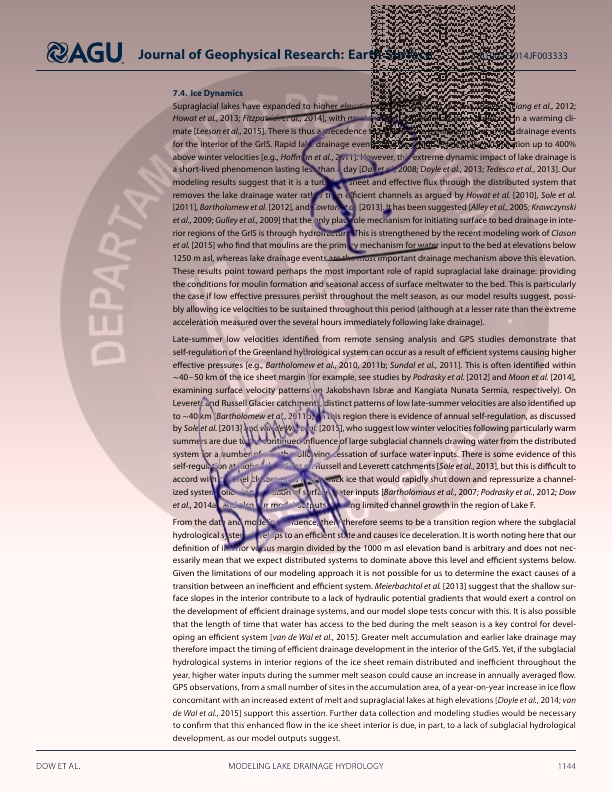 AGU Journal of Geophysical Research: Earth 014JF003333
7.4. Ice Dynamics
Supraglacial lakes have expanded to higher iang et al., 2012;
Howat et al., 2013; Fitzpatrick et al., 2014], with in a warming cli-
mate [Leeson et al., 2015]. There is thus a precedence drainage events
for the interior of the GrIS. Rapid lake drainage up to 400%
above winter velocities [e.g., Hoffman et al., 2011]. However, the extreme dynamic impact of lake drainage is
a short-lived phenomenon lasting less than a day [Das et al., 2008; Doyle et al., 2013; Tedesco et al., 2013]. Our
modeling results suggest that it is a sheet and effective flux through the distributed system that
removes the lake drainage water rather than efficient channels as argued by Howat et al. [2010], Sole et al.
[2011], Bartholomew et al. [2012], and Cowton et al. [2013]. It has been suggested [Alley et al., 2005; Krawczynski
et al., 2009; Gulley et al., 2009] that the only plausible mechanism for initiating surface to bed drainage in inte-
rior regions of the GrIS is through hydrofracture. This is strengthened by the recent modeling work of Clason
et al. [2015] who find that moulins are the primary mechanism for water input to the bed at elevations below
1250 m asl, whereas lake drainage events are the most important drainage mechanism above this elevation.
These results point toward perhaps the most important role of rapid supraglacial lake drainage: providing
the conditions for moulin formation and seasonal access of surface meltwater to the bed. This is particularly
the case if low effective pressures persist throughout the melt season, as our model results suggest, possi-
bly allowing ice velocities to be sustained throughout this period (although at a lesser rate than the extreme
acceleration measured over the several hours immediately following lake drainage).
Late-summer low velocities identified from remote sensing analysis and GPS studies demonstrate that
self-regulation of the Greenland hydrological system can occur as a result of efficient systems causing higher
effective pressures [e.g., Bartholomew et al., 2010, 2011b; Sundal et al., 2011]. This is often identified within
~40–50 km of the ice sheet margin (for example, see studies by Podrasky et al. [2012] and Moon et al. [2014],
examining surface velocity patterns on Jakobshavn Isbræ and Kangiata Nunata Sermia, respectively). On
Leverett and Russell Glacier catchments, distinct patterns of low late-summer velocities are also identified up
to ~40 km [Bartholomew et al., 2011b]. In this region there is evidence of annual self-regulation, as discussed
by Sole et al. [2013] and van de Wal et al. [2015], who suggest low winter velocities following particularly warm
summers are due to the continued influence of large subglacial channels drawing water from the distributed
system for a number of following cessation of surface water inputs. There is some evidence of this
self-regulation at Russell and Leverett catchments [Sole et al., 2013], but this is difficult to
accord with thick ice that would rapidly shut down and repressurize a channel-
ized system of surface water inputs [Bartholomaus et al., 2007; Podrasky et al., 2012; Dow
et al., 2014a] and also our model outputs limited channel growth in the region of Lake F.
From the data and modeling evidence, there therefore seems to be a transition region where the subglacial
hydrological system to an efficient state and causes ice deceleration. It is worth noting here that our
definition of interior versus margin divided by the 1000 m asl elevation band is arbitrary and does not nec-
essarily mean that we expect distributed systems to dominate above this level and efficient systems below.
Given the limitations of our modeling approach it is not possible for us to determine the exact causes of a
transition between an inefficient and efficient system. Meierbachtol et al. [2013] suggest that the shallow sur-
face slopes in the interior contribute to a lack of hydraulic potential gradients that would exert a control on
the development of efficient drainage systems, and our model slope tests concur with this. It is also possible
that the length of time that water has access to the bed during the melt season is a key control for devel-
oping an efficient system [van de Wal et al., 2015]. Greater melt accumulation and earlier lake drainage may
therefore impact the timing of efficient drainage development in the interior of the GrIS. Yet, if the subglacial
hydrological systems in interior regions of the ice sheet remain distributed and inefficient throughout the
year, higher water inputs during the summer melt season could cause an increase in annually averaged flow.
GPS observations, from a small number of sites in the accumulation area, of a year-on-year increase in ice flow
concomitant with an increased extent of melt and supraglacial lakes at high elevations [Doyle et al., 2014; van
de Wal et al., 2015] support this assertion. Further data collection and modeling studies would be necessary
to confirm that this enhanced flow in the ice sheet interior is due, in part, to a lack of subglacial hydrological
development, as our model outputs suggest.
DOW ET AL. MODELING LAKE DRAINAGE HYDROLOGY 1144